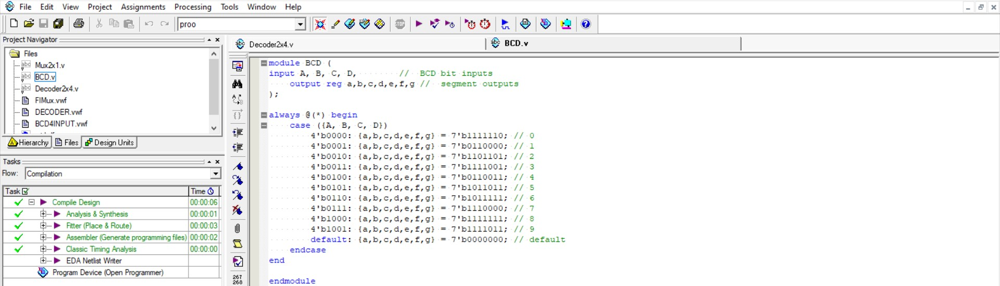 File Edit View Project Assignments Processing Tools Window Help
proo
STOP
Project Navigator
Files
Mux2x1.v
BCD.v
Decoder2x4.v
FIMux.vwf
DECODER.vwf
BCD4INPUT.vwf
Hierarchy Files Design Units
Tasks
Flow: Compilation
Task Time
Compile Design 00:00:06
Analysis & Synthesis 00:00:01
Fitter (Place & Route) 00:00:03
Assembler (Generate programming files) 00:00:02
Classic Timing Analysis 00:00:00
EDA Netlist Writer
Program Device (Open Programmer)
Decoder2x4.v BCD.v
267
268
module BCD (
input A, B, C, D, // BCD bit inputs
output reg a,b,c,d,e,f,g // segment outputs
);
always @(*) begin
case ({A, B, C, D})
4'b0000: {a,b,c,d,e,f,g} = 7'b1111110; // 0
4'b0001: {a,b,c,d,e,f,g} = 7'b0110000; // 1
4'b0010: {a,b,c,d,e,f,g} = 7'b1101101; // 2
4'b0011: {a,b,c,d,e,f,g} = 7'b1111001; // 3
4'b0100: {a,b,c,d,e,f,g} = 7'b0110011; // 4
4'b0101: {a,b,c,d,e,f,g} = 7'b1011011; // 5
4'b0110: {a,b,c,d,e,f,g} = 7'b1011111; // 6
4'b0111: {a,b,c,d,e,f,g} = 7'b1110000; // 7
4'b1000: {a,b,c,d,e,f,g} = 7'b1111111; // 8
4'b1001: {a,b,c,d,e,f,g} = 7'b1111011; // 9
default: {a,b,c,d,e,f,g} = 7'b0000000; // default
endcase
end
endmodule